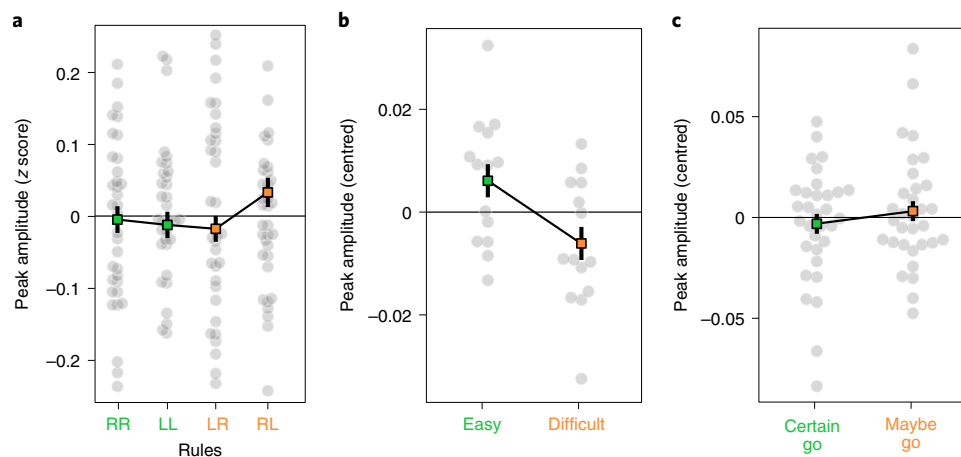 a
Peak amplitude (z score)
0.2
0.1
0
−0.1
−0.2
RR LL LR RL
Rules
b
Peak amplitude (centred)
0.02
0
−0.02
Easy Difficult
c
Peak amplitude (centred)
0.05
0
−0.05
Certain go
Maybe go